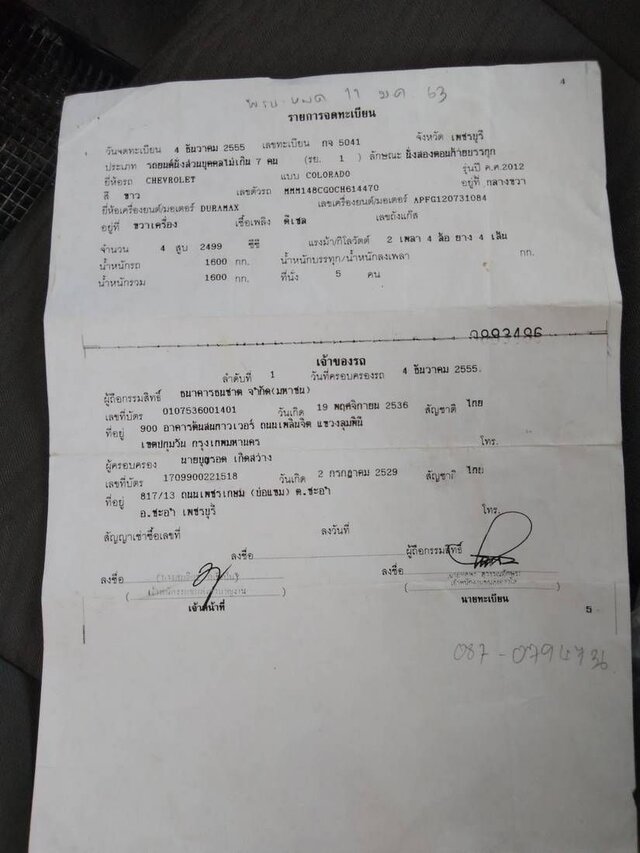 พรบ. หมด 11 มค. 63
4
รายการจดทะเบียน
วันจดทะเบียน 4 ธันวาคม 2555 เลขทะเบียน กจ 5041 จังหวัด เพชรบุรี
ประเภท รถยนต์นั่งส่วนบุคคลไม่เกิน 7 คน (รย. 1) ลักษณะ นั่งสองตอนท้ายบรรทุก
ยี่ห้อรถ CHEVROLET แบบ COLORADO รุ่นปี ค.ศ.2012
สี ขาว เลขตัวรถ MMM148CG0CH614470 อยู่ที่ กลางขวา
ยี่ห้อเครื่องยนต์/มอเตอร์ DURAMAX เลขเครื่องยนต์/มอเตอร์ APFG120731084
อยู่ที่ ขวาเครื่อง เชื้อเพลิง ดีเซล เลขถังแก๊ส
จำนวน 4 สูบ 2499 ซีซี แรงม้า/กิโลวัตต์ 2 เพลา 4 ล้อ ยาง 4 เส้น
น้ำหนักรถ 1600 กก. น้ำหนักบรรทุก/น้ำหนักลงเพลา กก.
น้ำหนักรวม 1600 กก. ที่นั่ง 5 คน
เจ้าของรถ
ลำดับที่ 1 วันที่ครอบครองรถ 4 ธันวาคม 2555.
ผู้ถือกรรมสิทธิ์ ธนาคารธนชาต จำกัด(มหาชน)
เลขที่บัตร 0107536001401 วันเกิด 19 พฤศจิกายน 2536 สัญชาติ ไทย
ที่อยู่ 900 อาคารต้นสนทาวเวอร์ ถนนเพลินจิต แขวงลุมพินี
เขตปทุมวัน กรุงเทพมหานคร โทร.
ผู้ครอบครอง นายยูรอต เกิดสว่าง
เลขที่บัตร 1709900221518 วันเกิด 2 กรกฎาคม 2529 สัญชาติ ไทย
ที่อยู่ 817/13 ถนนเพชรเกษม (ย่อแขม) ต.ชะอำ
อ.ชะอำ เพชรบุรี โทร.
สัญญาเช่าซื้อเลขที่ ลงวันที่
ลงชื่อ ผู้ถือกรรมสิทธิ์
ลงชื่อ ลงชื่อ
เจ้าหน้าที่ นายทะเบียน
5
087-0794736